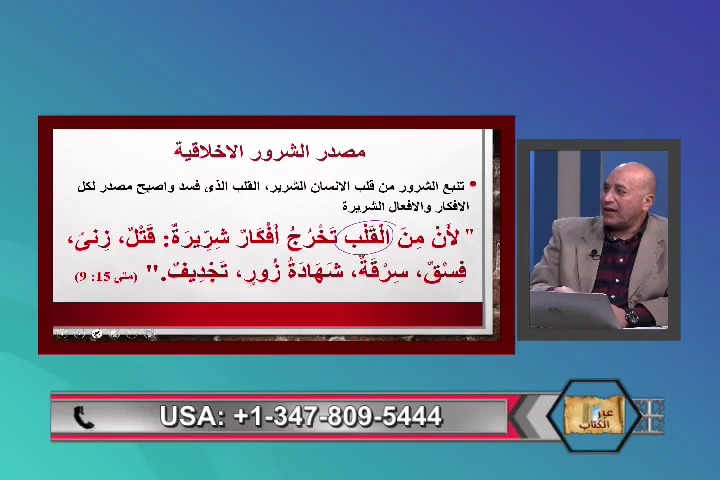 مصدر الشرور الاخلاقية
• تنبع الشرور من قلب الانسان الشرير، القلب الذى فسد واصبح مصدر لكل
الافكار والافعال الشريرة
" لأَنْ مِنَ الْقَلْبِ تَخْرُجُ أَفْكَارٌ شِرِّيرَةٌ: قَتْلٌ، زِنىً،
فِسْقٌ، سِرْقَةٌ، شَهَادَةُ زُورٍ، تَجْدِيفٌ." (متى 15: 9)
USA: +1-347-809-5444
عبر
الكتاب